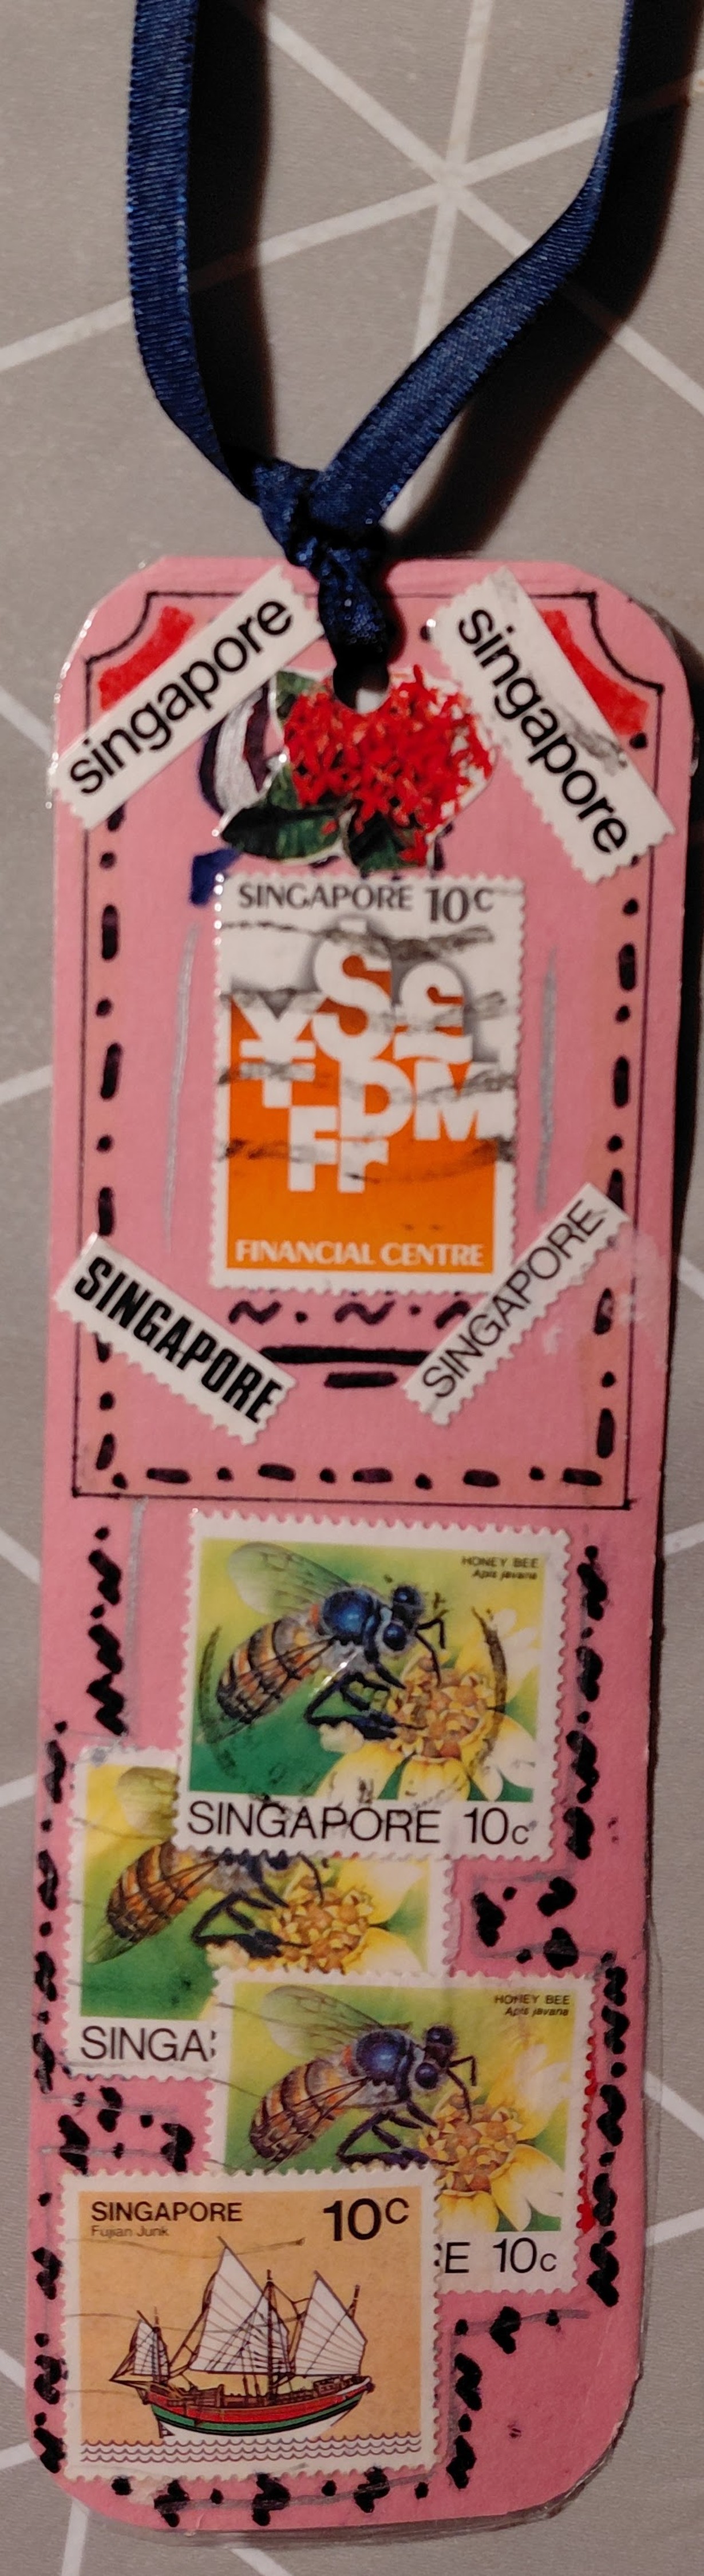 singapore
singapore
SINGAPORE 10c
¥ $ £
F DM
Fr
FINANCIAL CENTRE
SINGAPORE
SINGAPORE
HONEY BEE
Apis javana
SINGAPORE 10c
SINGA
HONEY BEE
Apis javana
E 10c
SINGAPORE 10c
Fujian Junk